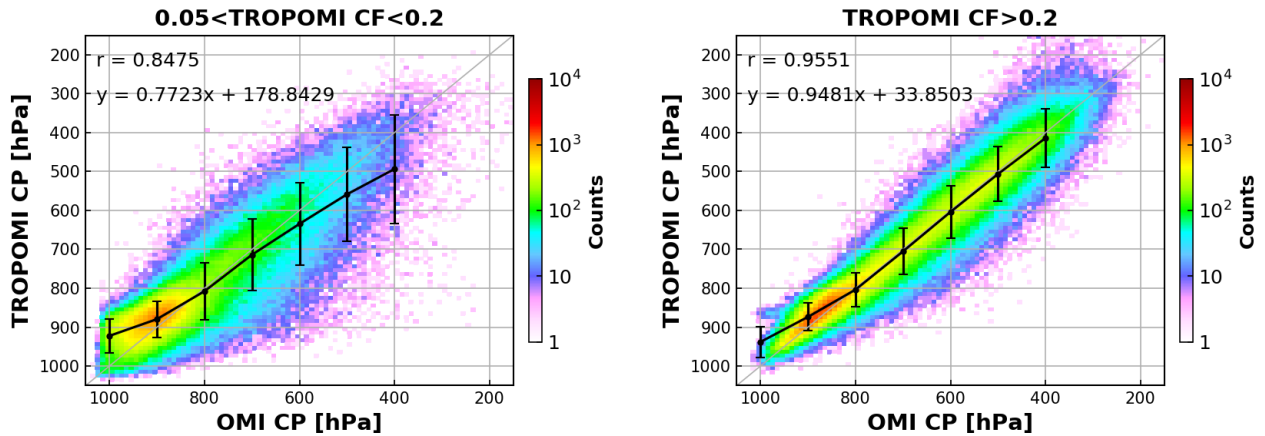 0.05<TROPOMI CF<0.2
r = 0.8475
y = 0.7723x + 178.8429
TROPOMI CP [hPa]
200
300
400
500
600
700
800
900
1000
1000 800 600 400 200
OMI CP [hPa]
10^4
10^3
10^2
10
1
Counts
TROPOMI CF>0.2
r = 0.9551
y = 0.9481x + 33.8503
TROPOMI CP [hPa]
200
300
400
500
600
700
800
900
1000
1000 800 600 400 200
OMI CP [hPa]
10^4
10^3
10^2
10
1
Counts